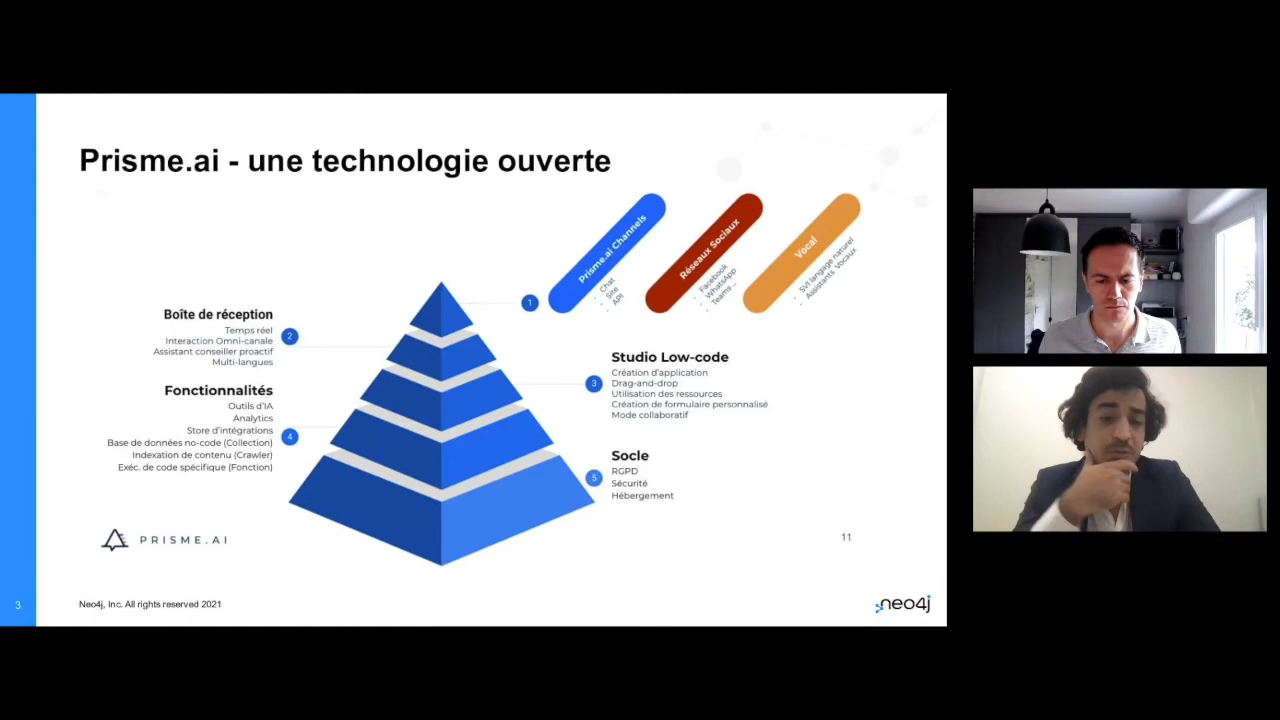 Prisme.ai - une technologie ouverte
Prisme.ai Channels
- Chat
- Site
- API
Réseaux Sociaux
- Facebook
- WhatsApp
- Teams ...
Vocal
- SVI langage naturel
- Assistants Vocaux
1
Boîte de réception
Temps réel
Interaction Omni-canale
Assistant conseiller proactif
Multi-langues
2
Studio Low-code
Création d'application
Drag-and-drop
Utilisation des ressources
Création de formulaire personnalisé
Mode collaboratif
3
Fonctionnalités
Outils d'IA
Analytics
Store d'intégrations
Base de données no-code (Collection)
Indexation de contenu (Crawler)
Exéc. de code spécifique (Fonction)
4
Socle
RGPD
Sécurité
Hébergement
5
PRISME.AI
11
3
Neo4j, Inc. All rights reserved 2021
neo4j